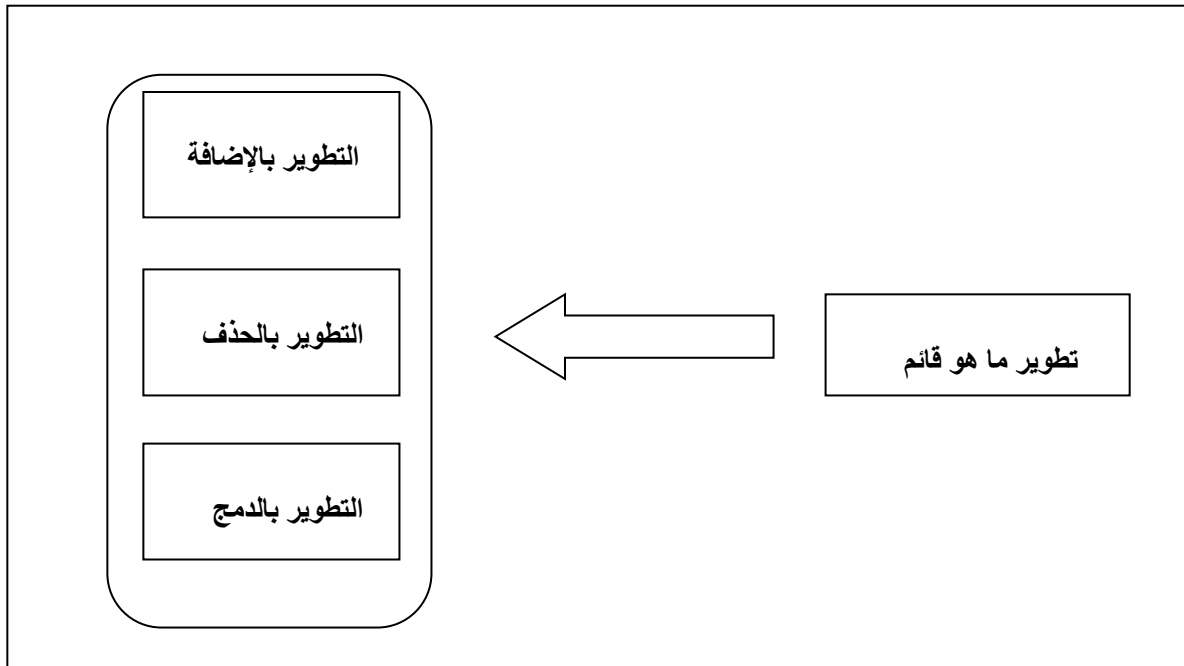 تطوير ما هو قائم
التطوير بالإضافة
التطوير بالحذف
التطوير بالدمج